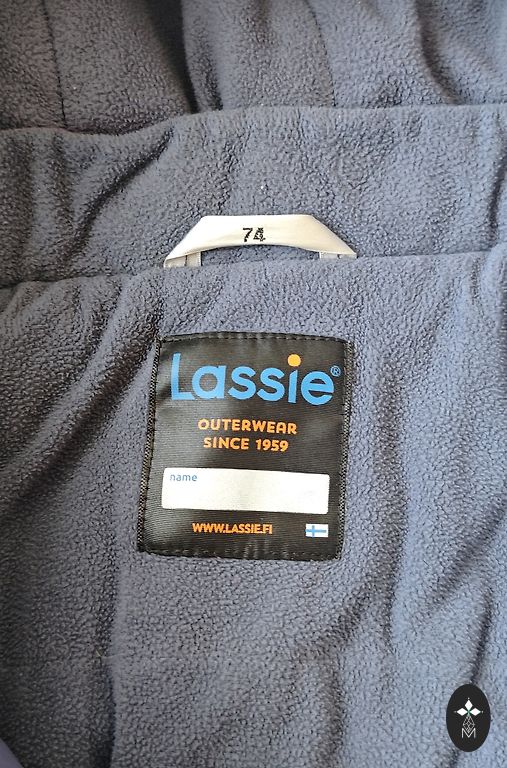 74
Lassie®
OUTERWEAR
SINCE 1959
name
WWW.LASSIE.FI
M